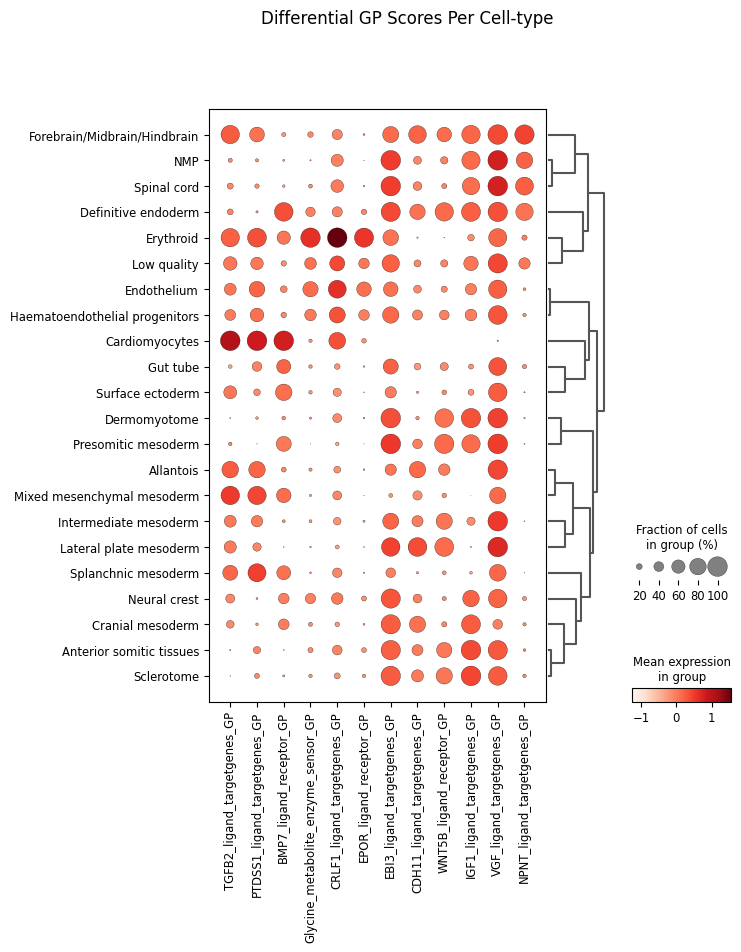 Differential GP Scores Per Cell-type
Forebrain/Midbrain/Hindbrain
NMP
Spinal cord
Definitive endoderm
Erythroid
Low quality
Endothelium
Haematoendothelial progenitors
Cardiomyocytes
Gut tube
Surface ectoderm
Dermomyotome
Presomitic mesoderm
Allantois
Mixed mesenchymal mesoderm
Intermediate mesoderm
Lateral plate mesoderm
Splanchnic mesoderm
Neural crest
Cranial mesoderm
Anterior somitic tissues
Sclerotome
TGFB2_ligand_targetgenes_GP
PTDSS1_ligand_targetgenes_GP
BMP7_ligand_receptor_GP
Glycine_metabolite_enzyme_sensor_GP
CRLF1_ligand_targetgenes_GP
EPOR_ligand_receptor_GP
EBI3_ligand_targetgenes_GP
CDH11_ligand_targetgenes_GP
WNT5B_ligand_receptor_GP
IGF1_ligand_targetgenes_GP
VGF_ligand_targetgenes_GP
NPNT_ligand_targetgenes_GP
Fraction of cells
in group (%)
20 40 60 80 100
Mean expression
in group
−1 0 1